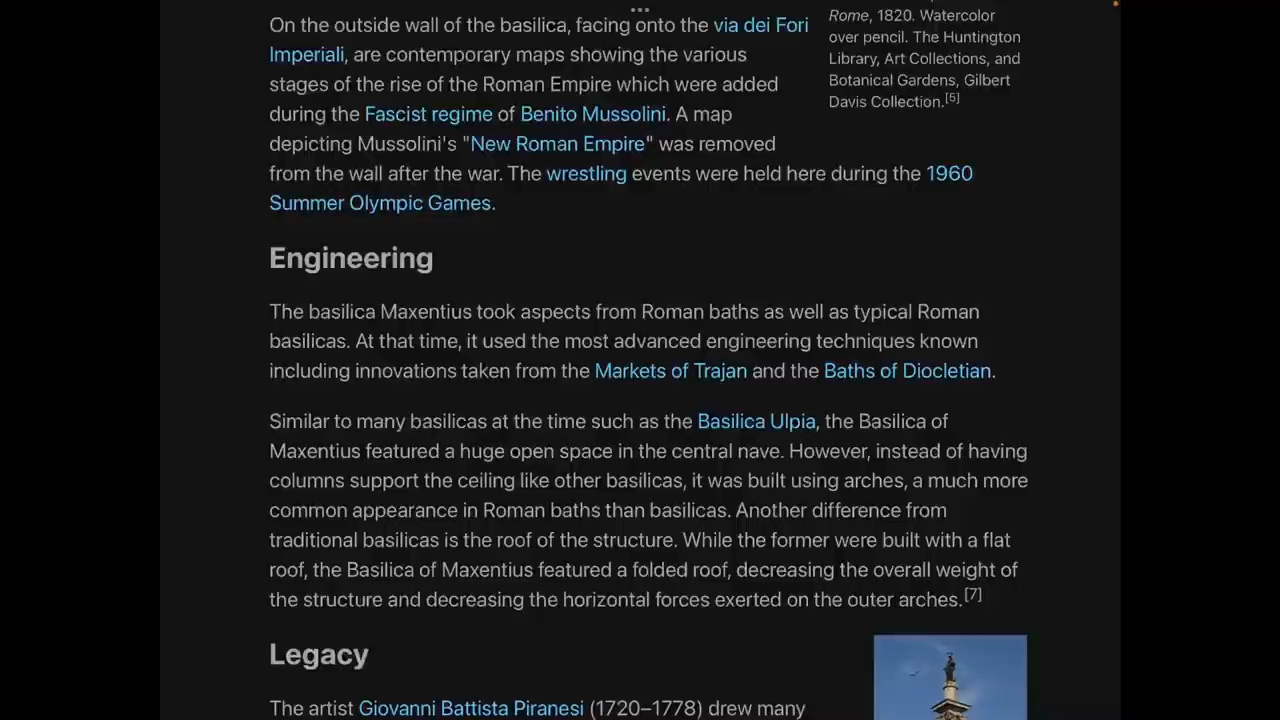 On the outside wall of the basilica, facing onto the via dei Fori
Imperiali, are contemporary maps showing the various
stages of the rise of the Roman Empire which were added
during the Fascist regime of Benito Mussolini. A map
depicting Mussolini's "New Roman Empire" was removed
from the wall after the war. The wrestling events were held here during the 1960
Summer Olympic Games.
Rome, 1820. Watercolor
over pencil. The Huntington
Library, Art Collections, and
Botanical Gardens, Gilbert
Davis Collection.[5]
Engineering
The basilica Maxentius took aspects from Roman baths as well as typical Roman
basilicas. At that time, it used the most advanced engineering techniques known
including innovations taken from the Markets of Trajan and the Baths of Diocletian.
Similar to many basilicas at the time such as the Basilica Ulpia, the Basilica of
Maxentius featured a huge open space in the central nave. However, instead of having
columns support the ceiling like other basilicas, it was built using arches, a much more
common appearance in Roman baths than basilicas. Another difference from
traditional basilicas is the roof of the structure. While the former were built with a flat
roof, the Basilica of Maxentius featured a folded roof, decreasing the overall weight of
the structure and decreasing the horizontal forces exerted on the outer arches.[7]
Legacy
The artist Giovanni Battista Piranesi (1720–1778) drew many